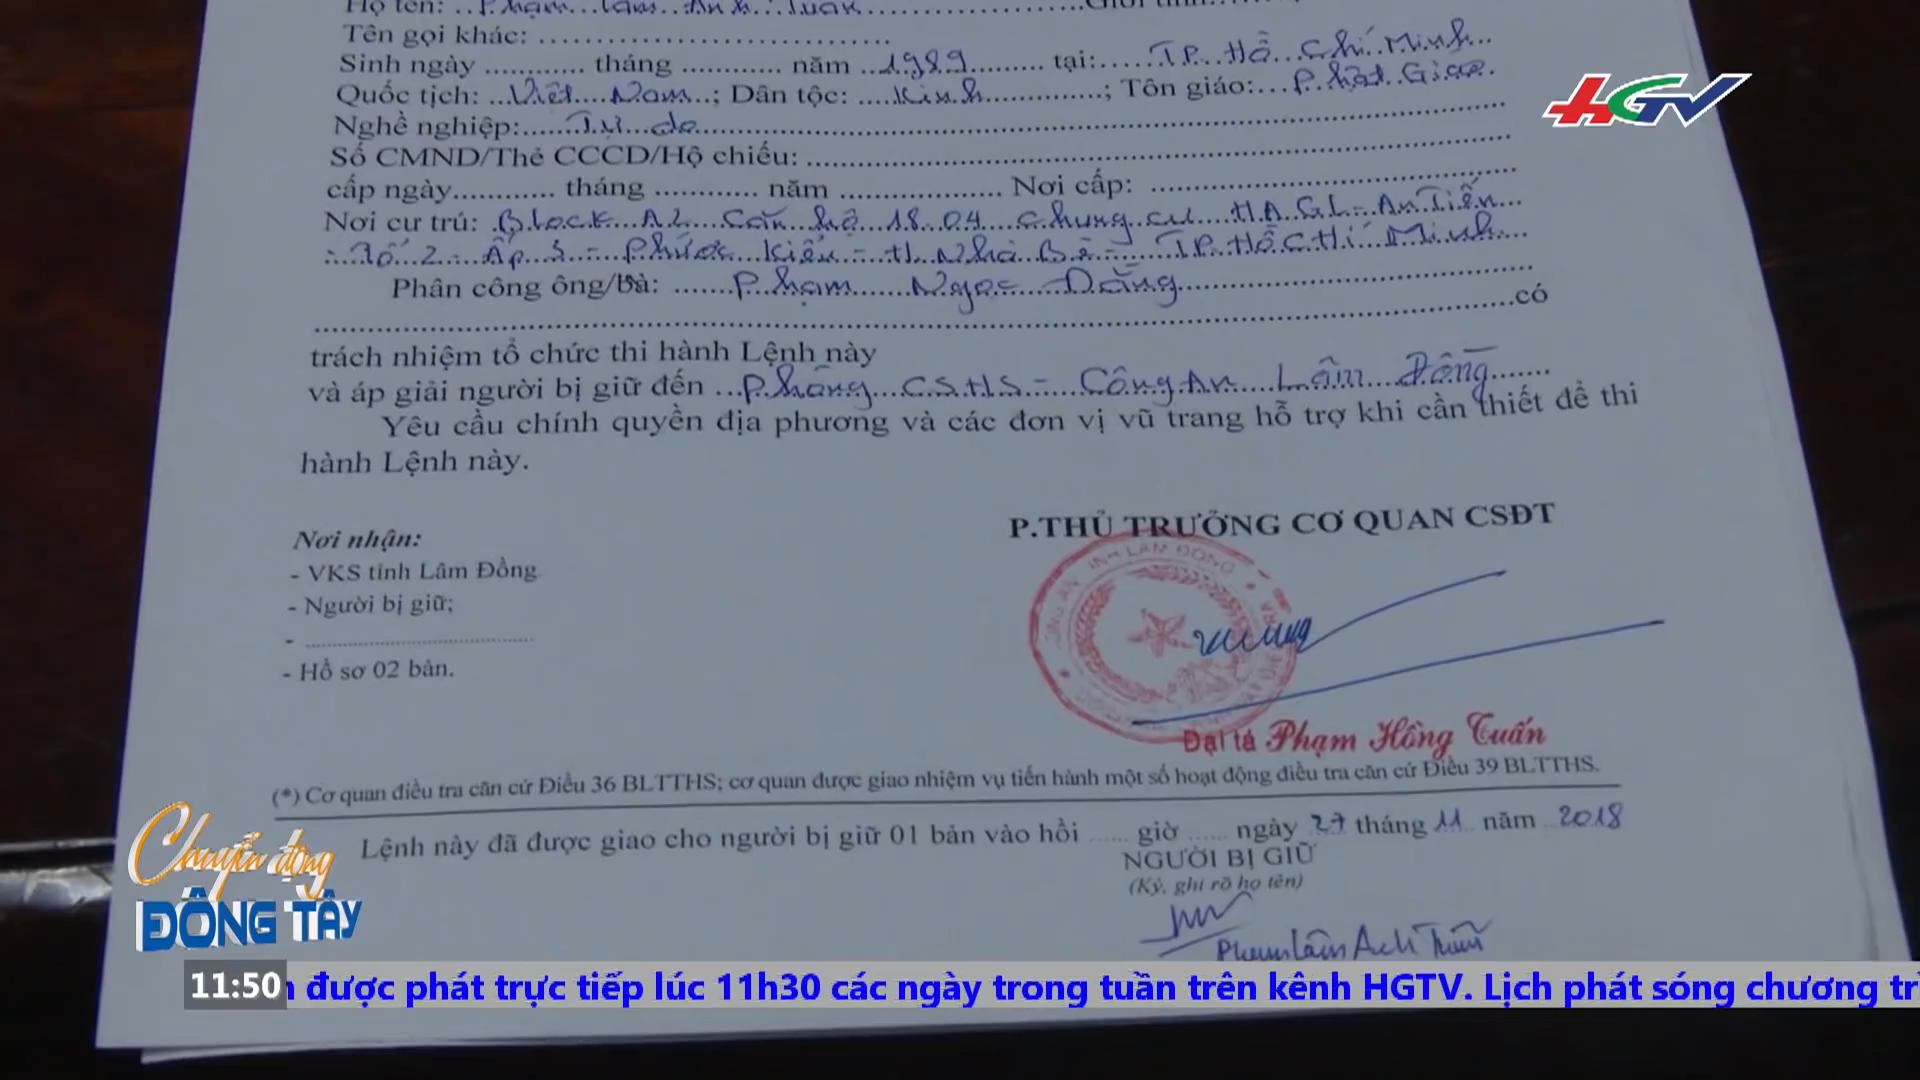 Họ tên: Phạm Lâm Anh Tuấn Giới tính:
Tên gọi khác:
Sinh ngày ............ tháng ............ năm 1989 tại: TP. Hồ Chí Minh
Quốc tịch: Việt Nam; Dân tộc: Kinh; Tôn giáo: Phật Giáo
Nghề nghiệp: Tự do
Số CMND/Thẻ CCCD/Hộ chiếu:
cấp ngày............ tháng ............ năm ................... Nơi cấp:
Nơi cư trú: Block A2 Căn hộ 18.04 chung cư HAGL - An Tiến
Tổ 2 - Ấp 5 - Phước Kiển - H. Nhà Bè - TP. HỒ CHÍ Minh
Phân công ông/bà: Phạm Ngọc Dằng
có
trách nhiệm tổ chức thi hành Lệnh này
và áp giải người bị giữ đến Phòng CSHS - Công An Lâm Đồng
Yêu cầu chính quyền địa phương và các đơn vị vũ trang hỗ trợ khi cần thiết để thi
hành Lệnh này.
Nơi nhận:
- VKS tỉnh Lâm Đồng
- Người bị giữ;
- ..................................
- Hồ sơ 02 bản.
P.THỦ TRƯỞNG CƠ QUAN CSĐT
Đại tá Phạm Hồng Tuấn
(*) Cơ quan điều tra căn cứ Điều 36 BLTTHS; cơ quan được giao nhiệm vụ tiến hành một số hoạt động điều tra căn cứ Điều 39 BLTTHS.
Lệnh này đã được giao cho người bị giữ 01 bản vào hồi ...... giờ ...... ngày 27 tháng 11 năm 2018
NGƯỜI BỊ GIỮ
(Ký, ghi rõ họ tên)
Phạm Lâm Anh Tuấn
HGTV
Chuyển động
ĐÔNG TÂY
11:50 được phát trực tiếp lúc 11h30 các ngày trong tuần trên kênh HGTV. Lịch phát sóng chương